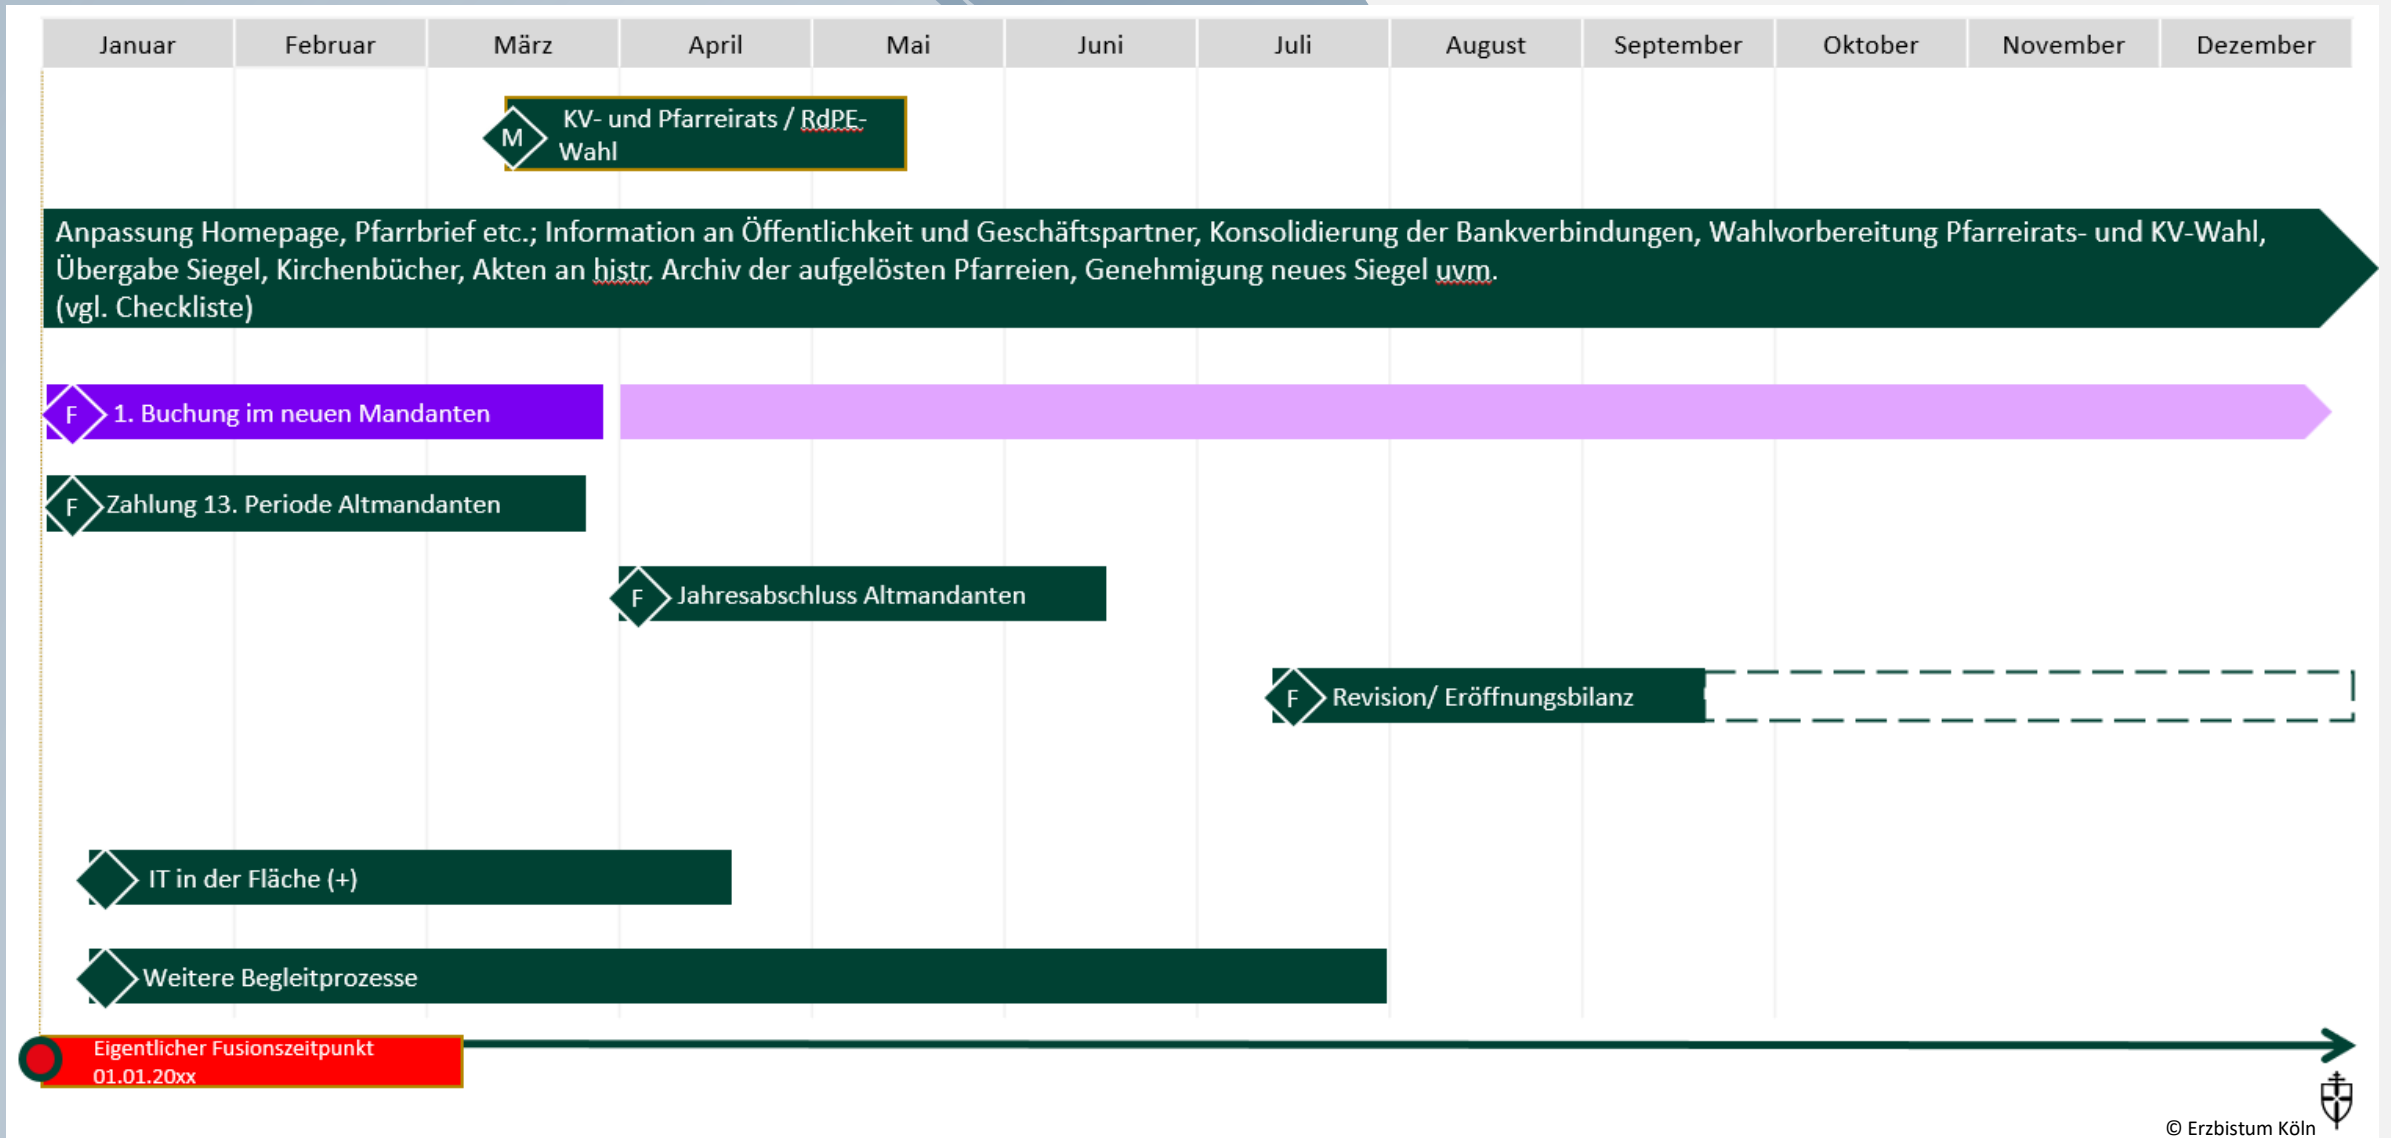 Januar Februar März April Mai Juni Juli August September Oktober November Dezember
M KV- und Pfarreirats / RdPE-
Wahl
Anpassung Homepage, Pfarrbrief etc.; Information an Öffentlichkeit und Geschäftspartner, Konsolidierung der Bankverbindungen, Wahlvorbereitung Pfarreirats- und KV-Wahl,
Übergabe Siegel, Kirchenbücher, Akten an histr. Archiv der aufgelösten Pfarreien, Genehmigung neues Siegel uvm.
(vgl. Checkliste)
F 1. Buchung im neuen Mandanten
F Zahlung 13. Periode Altmandanten
F Jahresabschluss Altmandanten
F Revision/ Eröffnungsbilanz
IT in der Fläche (+)
Weitere Begleitprozesse
Eigentlicher Fusionszeitpunkt
01.01.20xx
© Erzbistum Köln